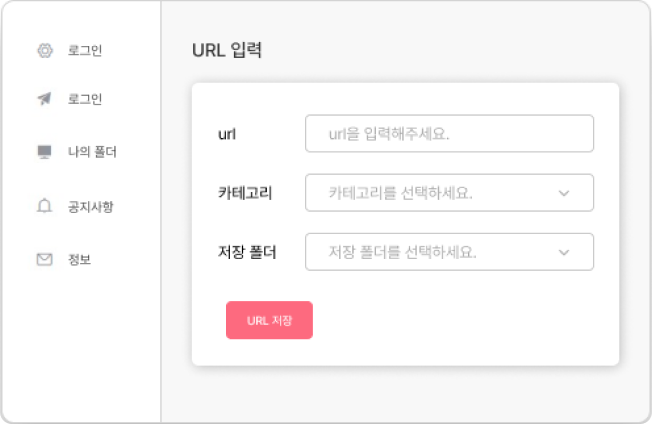 로그인
로그인
나의 폴더
공지사항
정보
URL 입력
url
url을 입력해주세요.
카테고리
카테고리를 선택하세요.
저장 폴더
저장 폴더를 선택하세요.
URL 저장